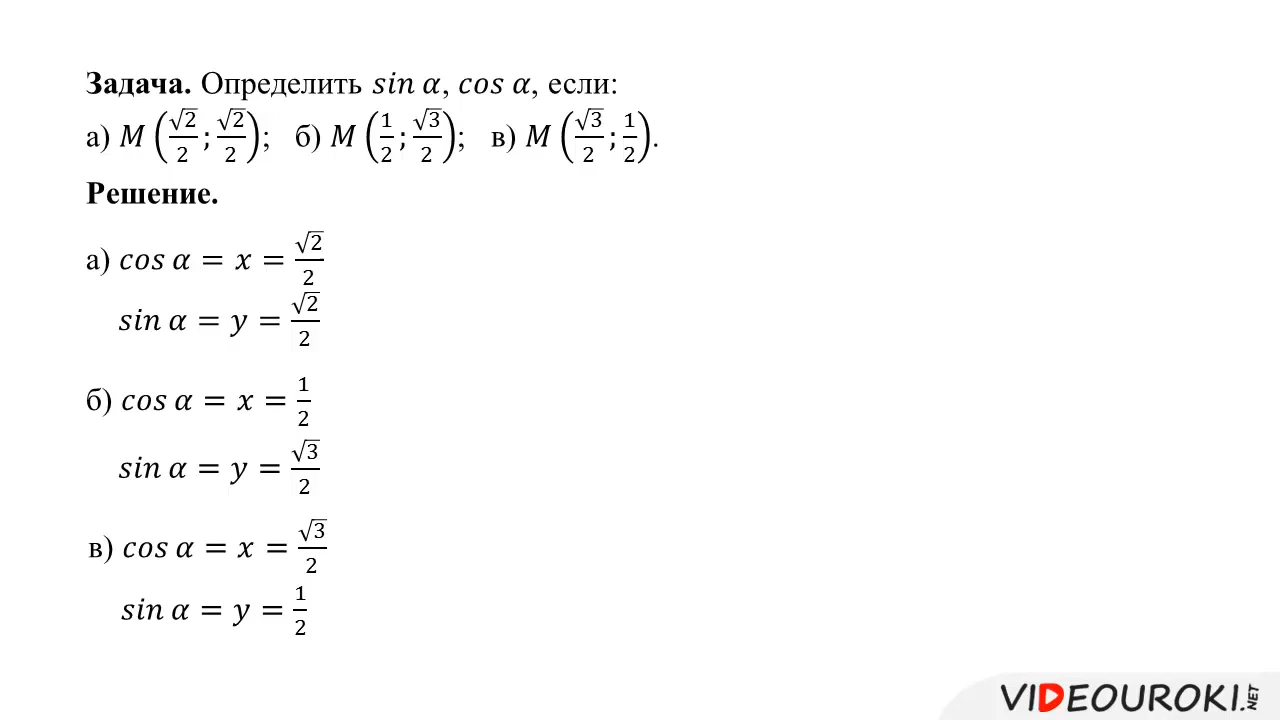 Задача. Определить sin α, cos α, если:
а) M (√2/2 ; √2/2); б) M (1/2 ; √3/2); в) M (√3/2 ; 1/2).
Решение.
а) cos α = x = √2/2
sin α = y = √2/2
б) cos α = x = 1/2
sin α = y = √3/2
в) cos α = x = √3/2
sin α = y = 1/2
VIDEOUROKI.NET